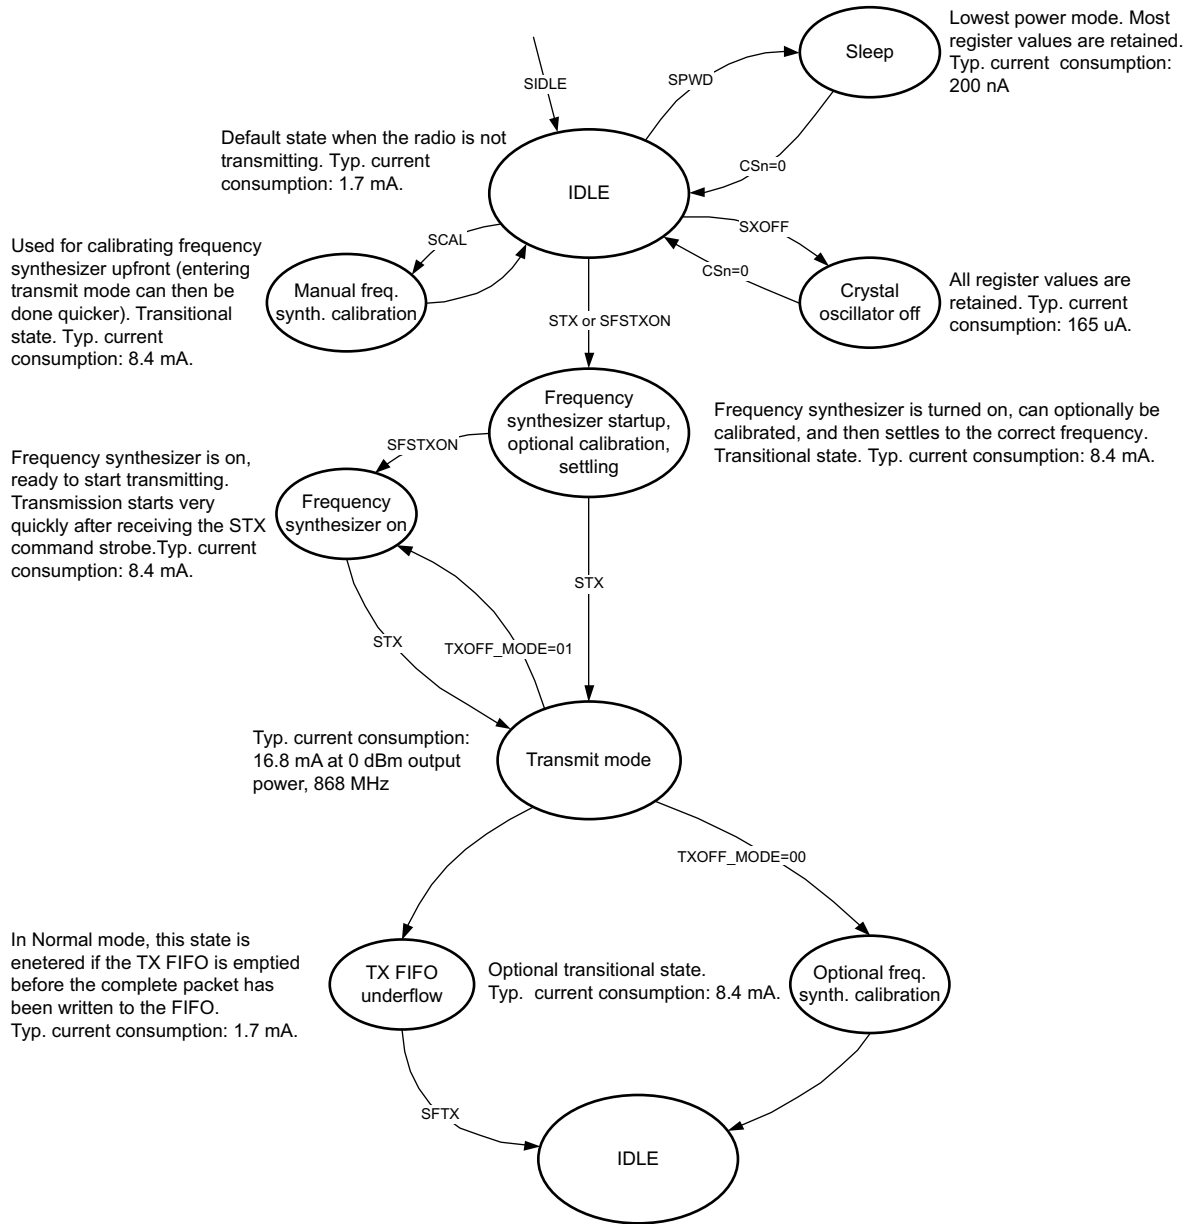 Lowest power mode. Most
register values are retained.
Typ. current consumption:
200 nA
Sleep
SIDLE
SPWD
Default state when the radio is not
transmitting. Typ. current
consumption: 1.7 mA.
CSn=0
IDLE
Used for calibrating frequency
synthesizer upfront (entering
transmit mode can then be
done quicker). Transitional
state. Typ. current
consumption: 8.4 mA.
SCAL
SXOFF
CSn=0
Manual freq.
synth. calibration
Crystal
oscillator off
All register values are
retained. Typ. current
consumption: 165 uA.
STX or SFSTXON
Frequency
synthesizer startup,
optional calibration,
settling
Frequency synthesizer is turned on, can optionally be
calibrated, and then settles to the correct frequency.
Transitional state. Typ. current consumption: 8.4 mA.
SFSTXON
Frequency synthesizer is on,
ready to start transmitting.
Transmission starts very
quickly after receiving the STX
command strobe.Typ. current
consumption: 8.4 mA.
Frequency
synthesizer on
STX
STX
TXOFF_MODE=01
Typ. current consumption:
16.8 mA at 0 dBm output
power, 868 MHz
Transmit mode
TXOFF_MODE=00
In Normal mode, this state is
enetered if the TX FIFO is emptied
before the complete packet has
been written to the FIFO.
Typ. current consumption: 1.7 mA.
TX FIFO
underflow
Optional transitional state.
Typ. current consumption: 8.4 mA.
Optional freq.
synth. calibration
SFTX
IDLE